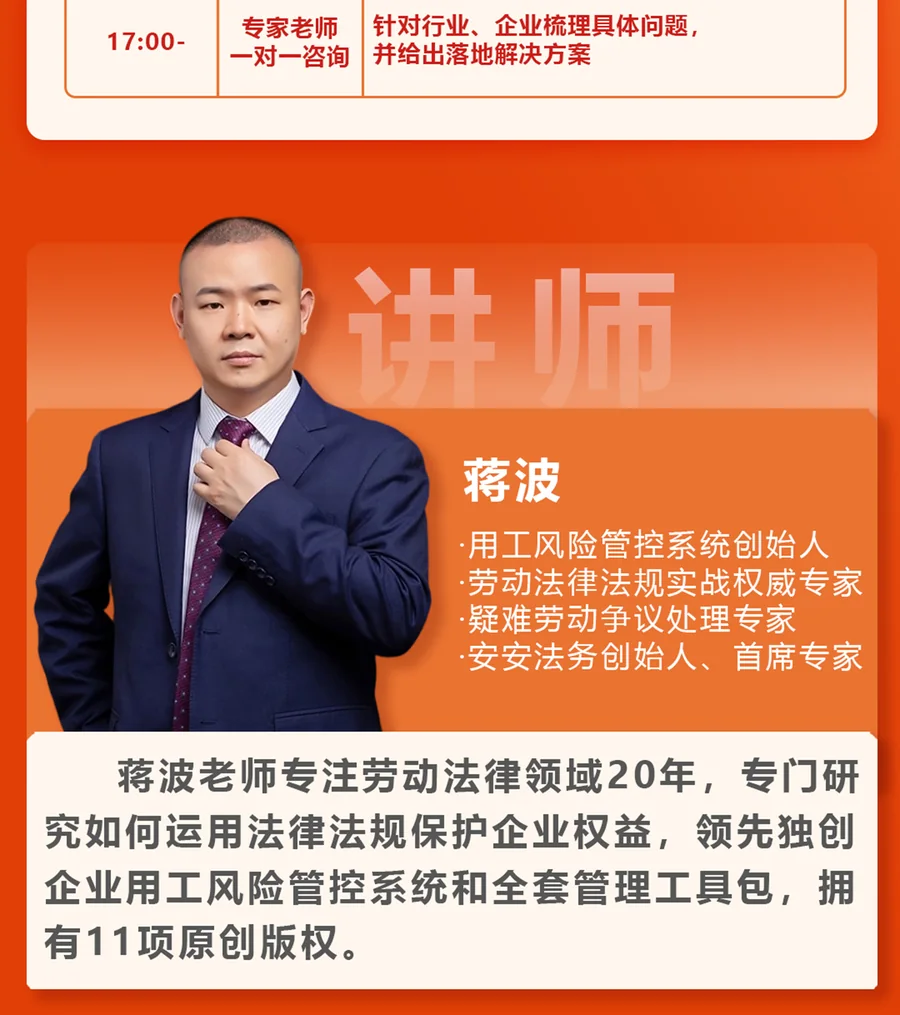 17:00-
专家老师
一对一咨询
针对行业、企业梳理具体问题，
并给出落地解决方案
讲师
蒋波
·用工风险管控系统创始人
·劳动法律法规实战权威专家
·疑难劳动争议处理专家
·安安法务创始人、首席专家
蒋波老师专注劳动法律领域20年，专门研
究如何运用法律法规保护企业权益，领先独创
企业用工风险管控系统和全套管理工具包，拥
有11项原创版权。